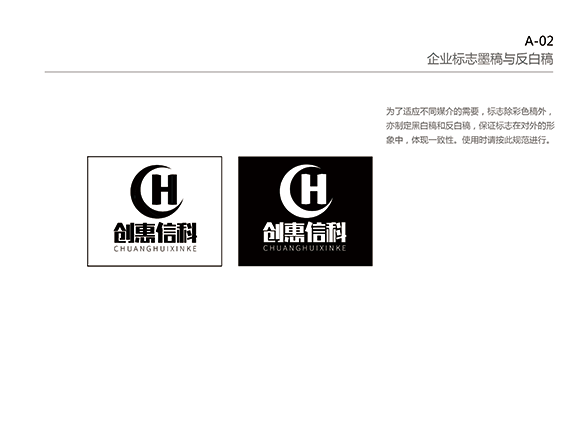 A-02
企业标志墨稿与反白稿
为了适应不同媒介的需要，标志除彩色稿外，
亦制定黑白稿和反白稿，保证标志在对外的形
象中，体现一致性。使用时请按此规范进行。
CH
创惠信科
CHUANGHUIXINKE
CH
创惠信科
CHUANGHUIXINKE